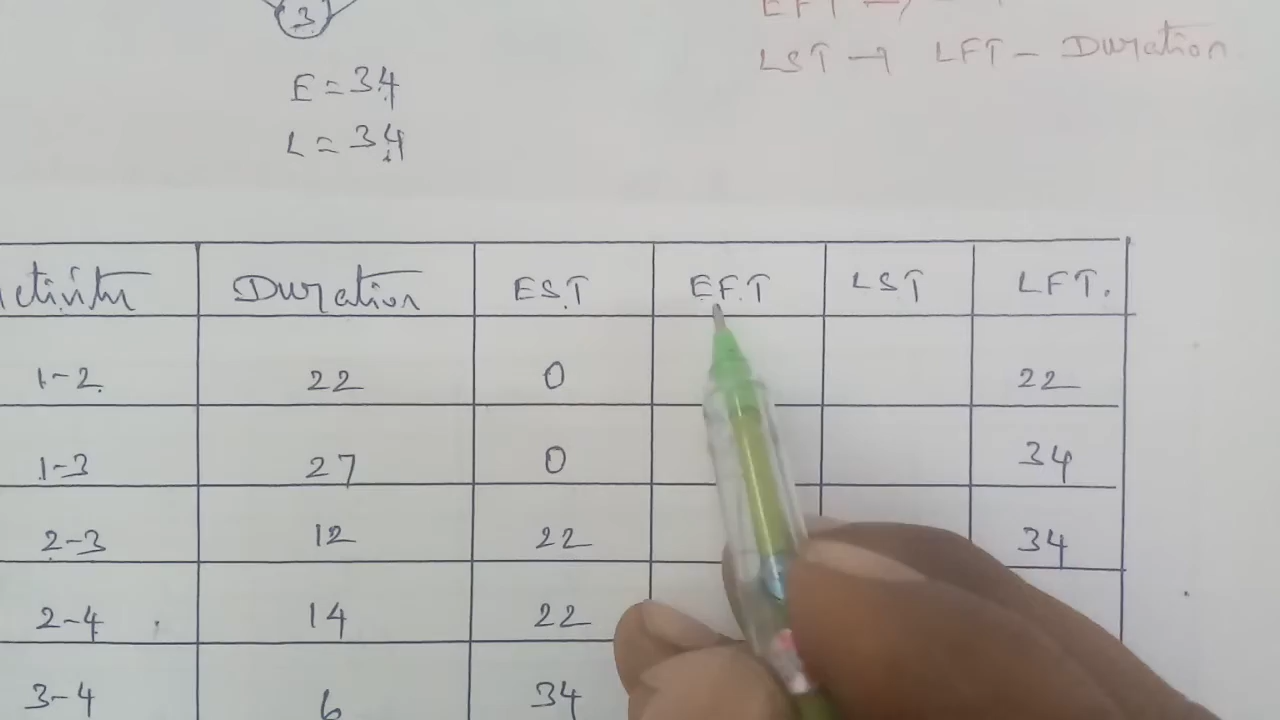 3
EFT →
LST → LFT - Duration
E = 34
L = 34
ctivity Duration EST E.F.T LST LFT.
1-2 22 0 22
1-3 27 0 34
2-3 12 22 34
2-4 14 22
3-4 6 34